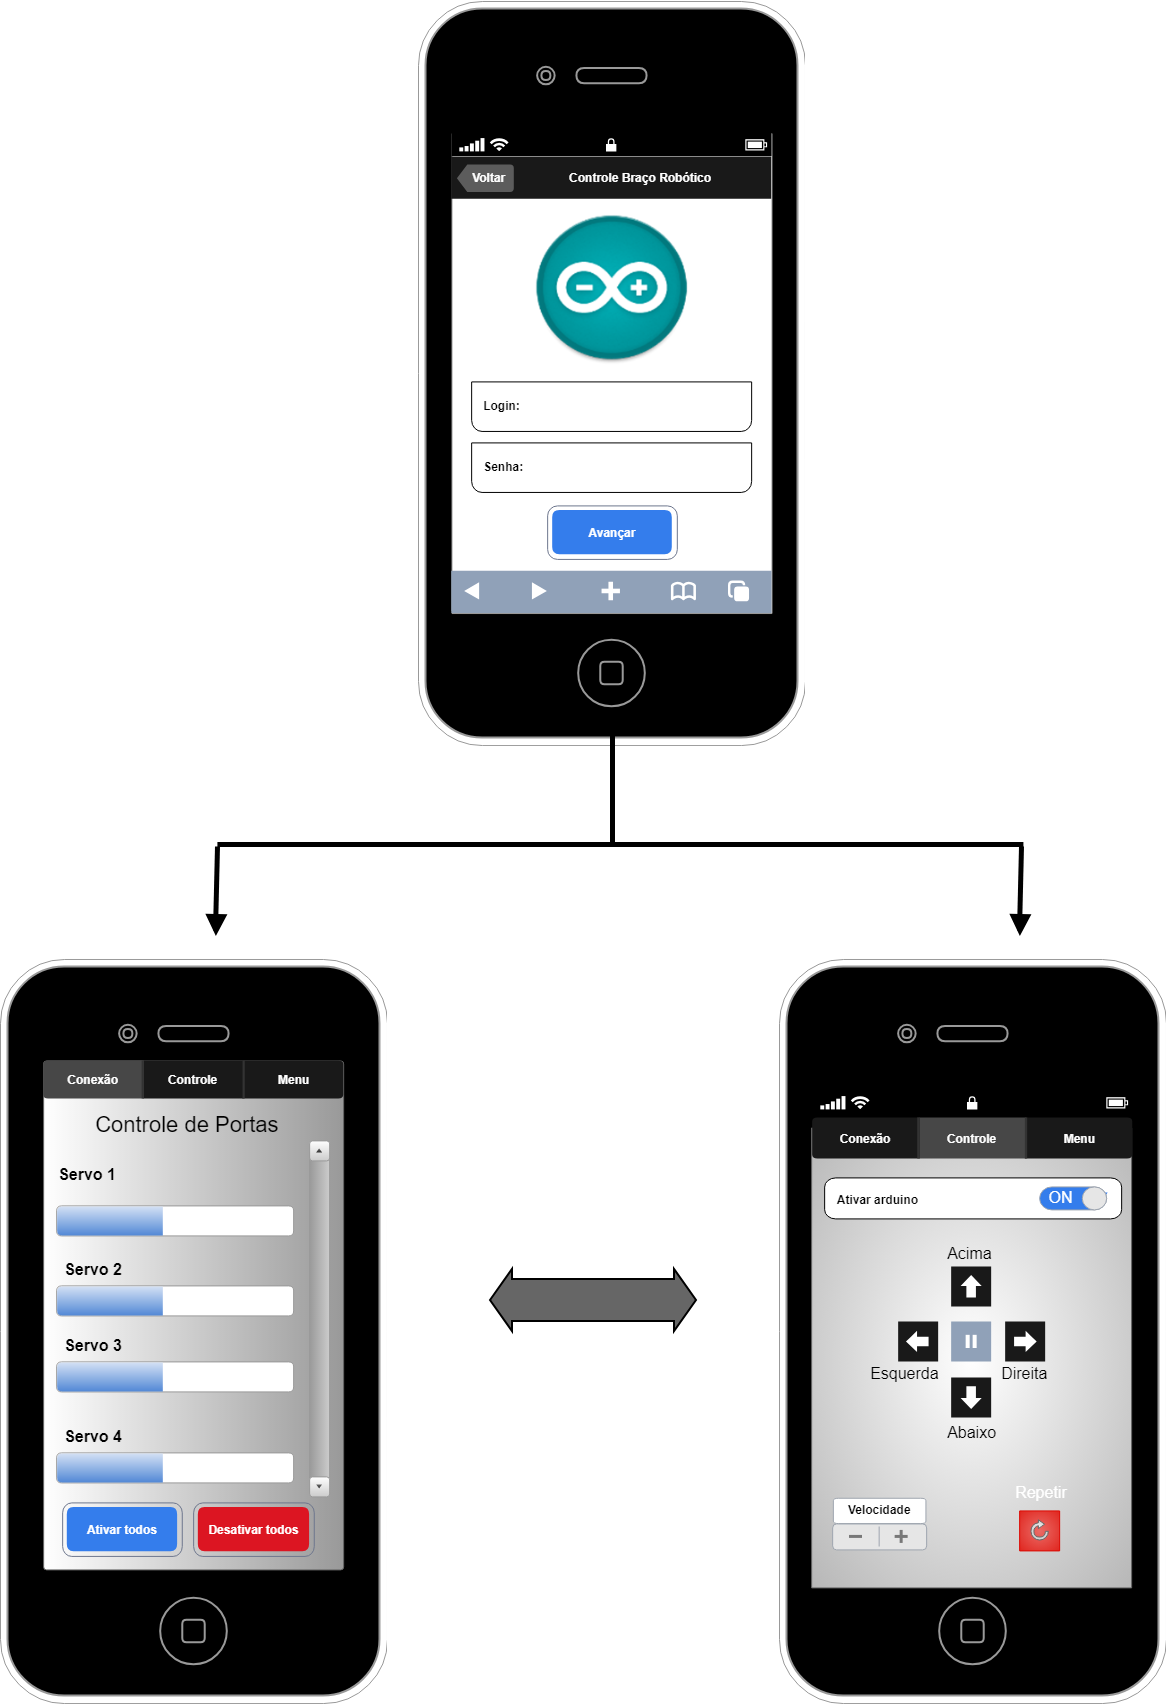 Voltar
Controle Braço Robótico
Login:
Senha:
Avançar
Conexão
Controle
Menu
Controle de Portas
Servo 1
Servo 2
Servo 3
Servo 4
Ativar todos
Desativar todos
Conexão
Controle
Menu
Ativar arduino
ON
Acima
Esquerda
Direita
Abaixo
Repetir
Velocidade